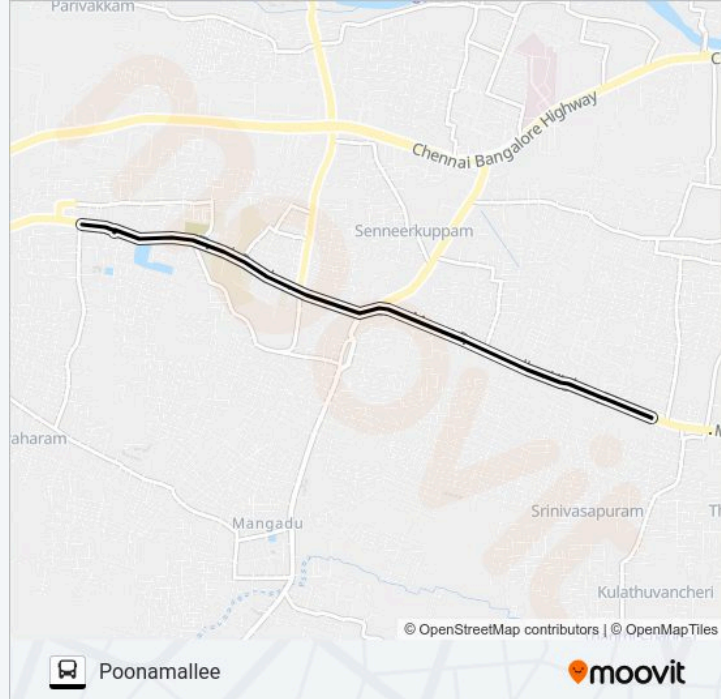 Parivakkam
Chennai Bangalore Highway
Senneerkuppam
aharam
Srinivasapuram
Mangadu
Kulathuvancheri
© OpenStreetMap contributors | © OpenMapTiles
Poonamallee
moovit